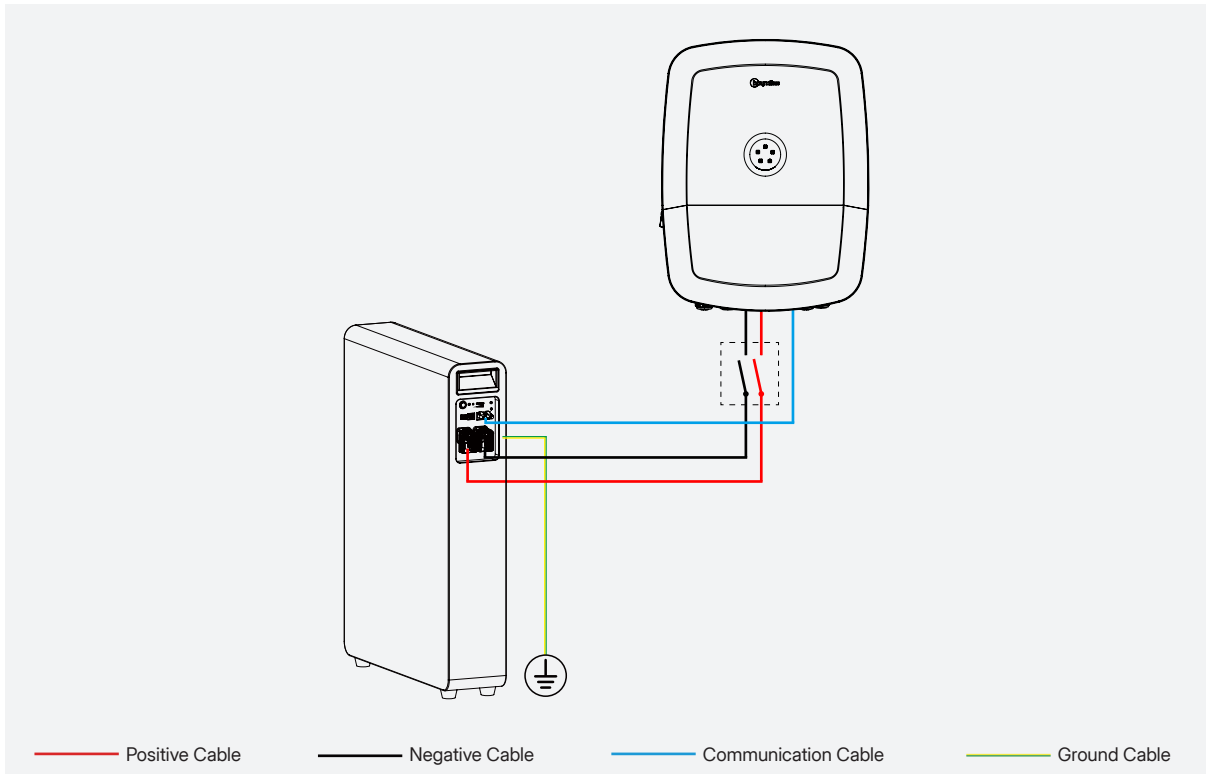 Positive Cable
Negative Cable
Communication Cable
Ground Cable